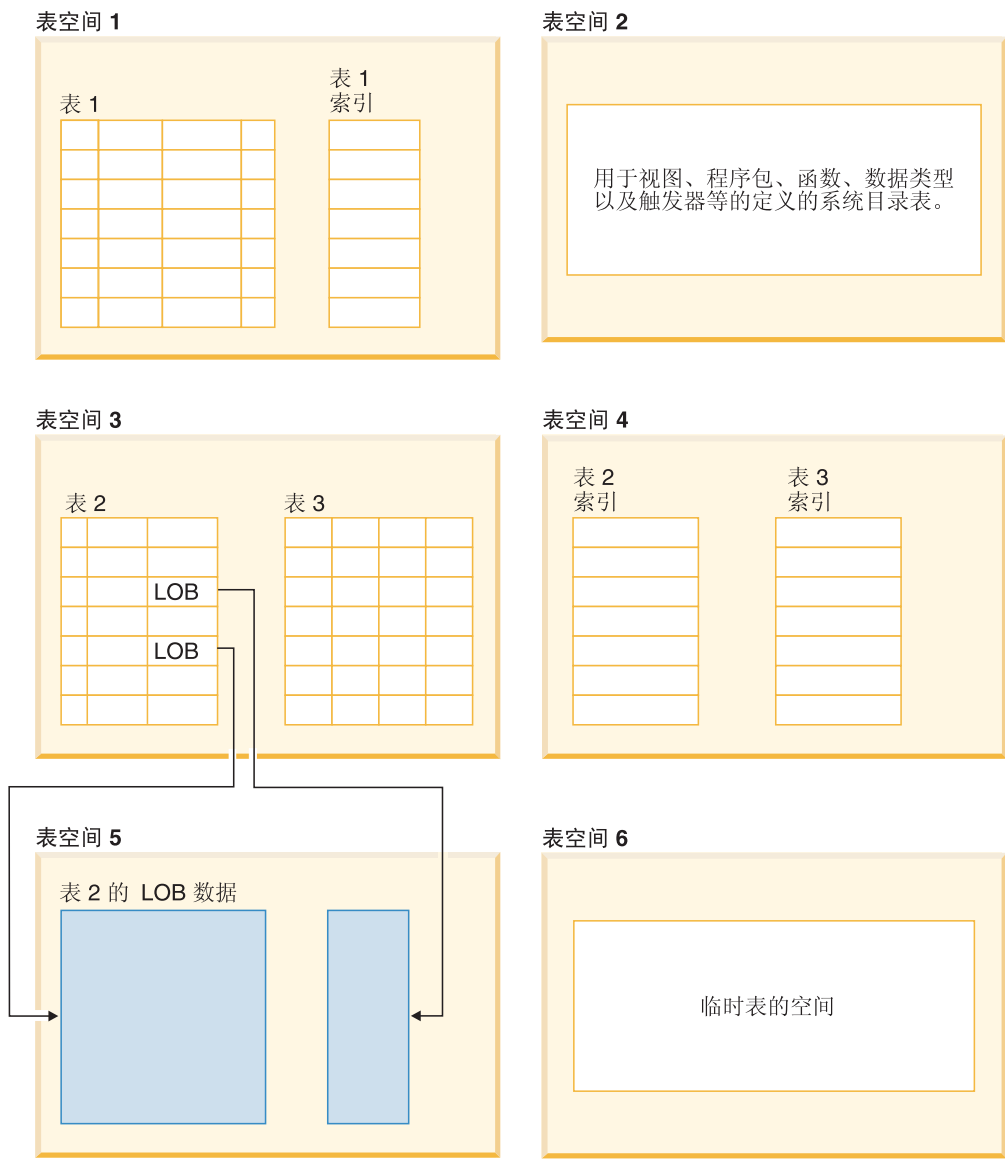 表空间 1
表空间 2
表 1
表 1
索引
用于视图、程序包、函数、数据类型
以及触发器等的定义的系统目录表。
表空间 3
表空间 4
表 2
表 3
LOB
LOB
表 2
索引
表 3
索引
表空间 5
表空间 6
表 2 的 LOB 数据
临时表的空间